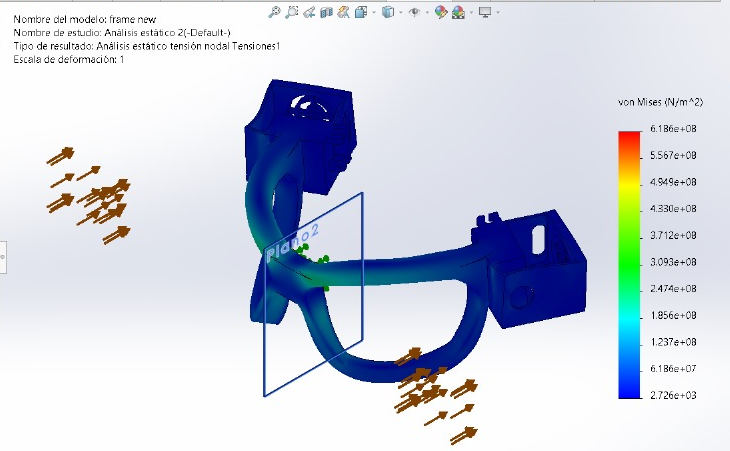 Nombre del modelo: frame new
Nombre de estudio: Análisis estático 2(-Default-)
Tipo de resultado: Análisis estático tensión nodal Tensiones1
Escala de deformación: 1
von Mises (N/m^2)
6.186e+08
5.567e+08
4.949e+08
4.330e+08
3.712e+08
3.093e+08
2.474e+08
1.856e+08
1.237e+08
6.186e+07
2.726e+03
Plano2